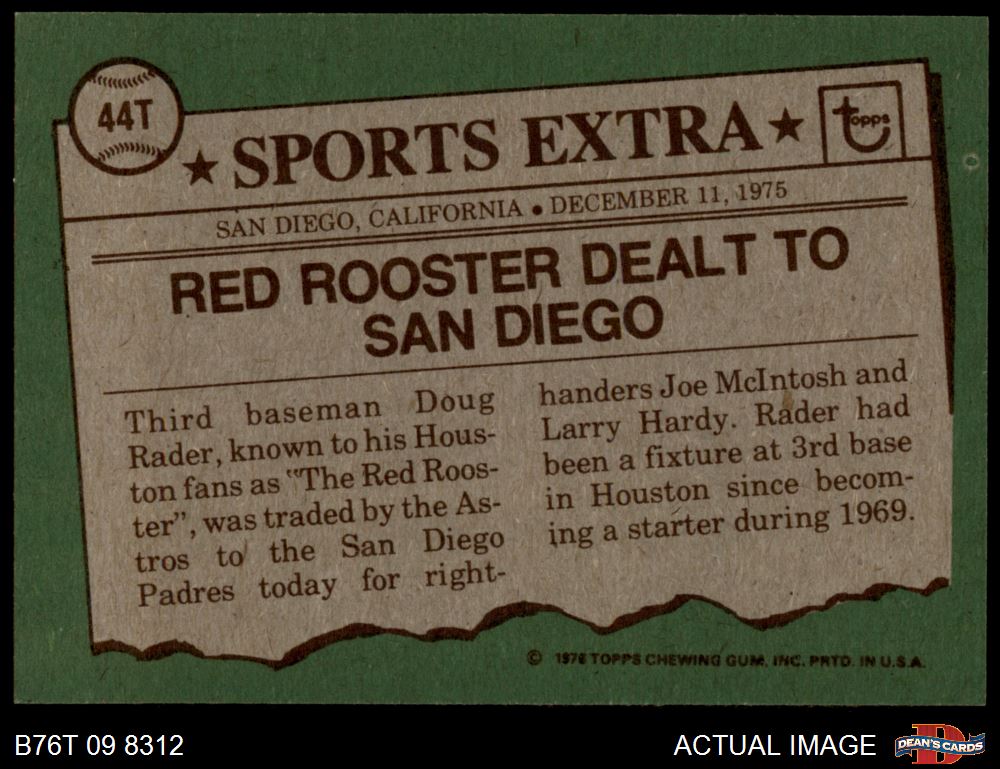 44T
★ SPORTS EXTRA ★
Topps
SAN DIEGO, CALIFORNIA • DECEMBER 11, 1975
RED ROOSTER DEALT TO
SAN DIEGO
Third baseman Doug
Rader, known to his Hous-
ton fans as "The Red Roos-
ter", was traded by the As-
tros to the San Diego
Padres today for right-
handers Joe McIntosh and
Larry Hardy. Rader had
been a fixture at 3rd base
in Houston since becom-
ing a starter during 1969.
© 1976 TOPPS CHEWING GUM, INC. PRTD. IN U.S.A.
B76T 09 8312
ACTUAL IMAGE
DEAN'S CARDS